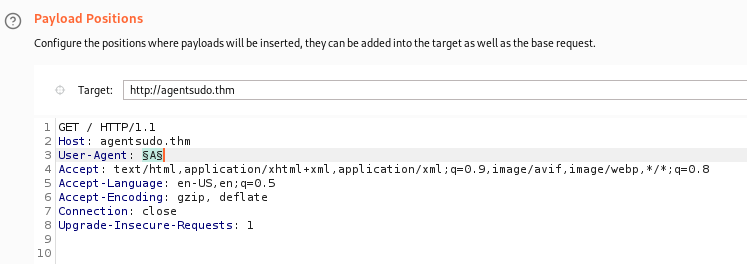 Payload Positions
Configure the positions where payloads will be inserted, they can be added into the target as well as the base request.
Target: http://agentsudo.thm
1 GET / HTTP/1.1
2 Host: agentsudo.thm
3 User-Agent: §A§
4 Accept: text/html,application/xhtml+xml,application/xml;q=0.9,image/avif,image/webp,*/*;q=0.8
5 Accept-Language: en-US,en;q=0.5
6 Accept-Encoding: gzip, deflate
7 Connection: close
8 Upgrade-Insecure-Requests: 1
9
10